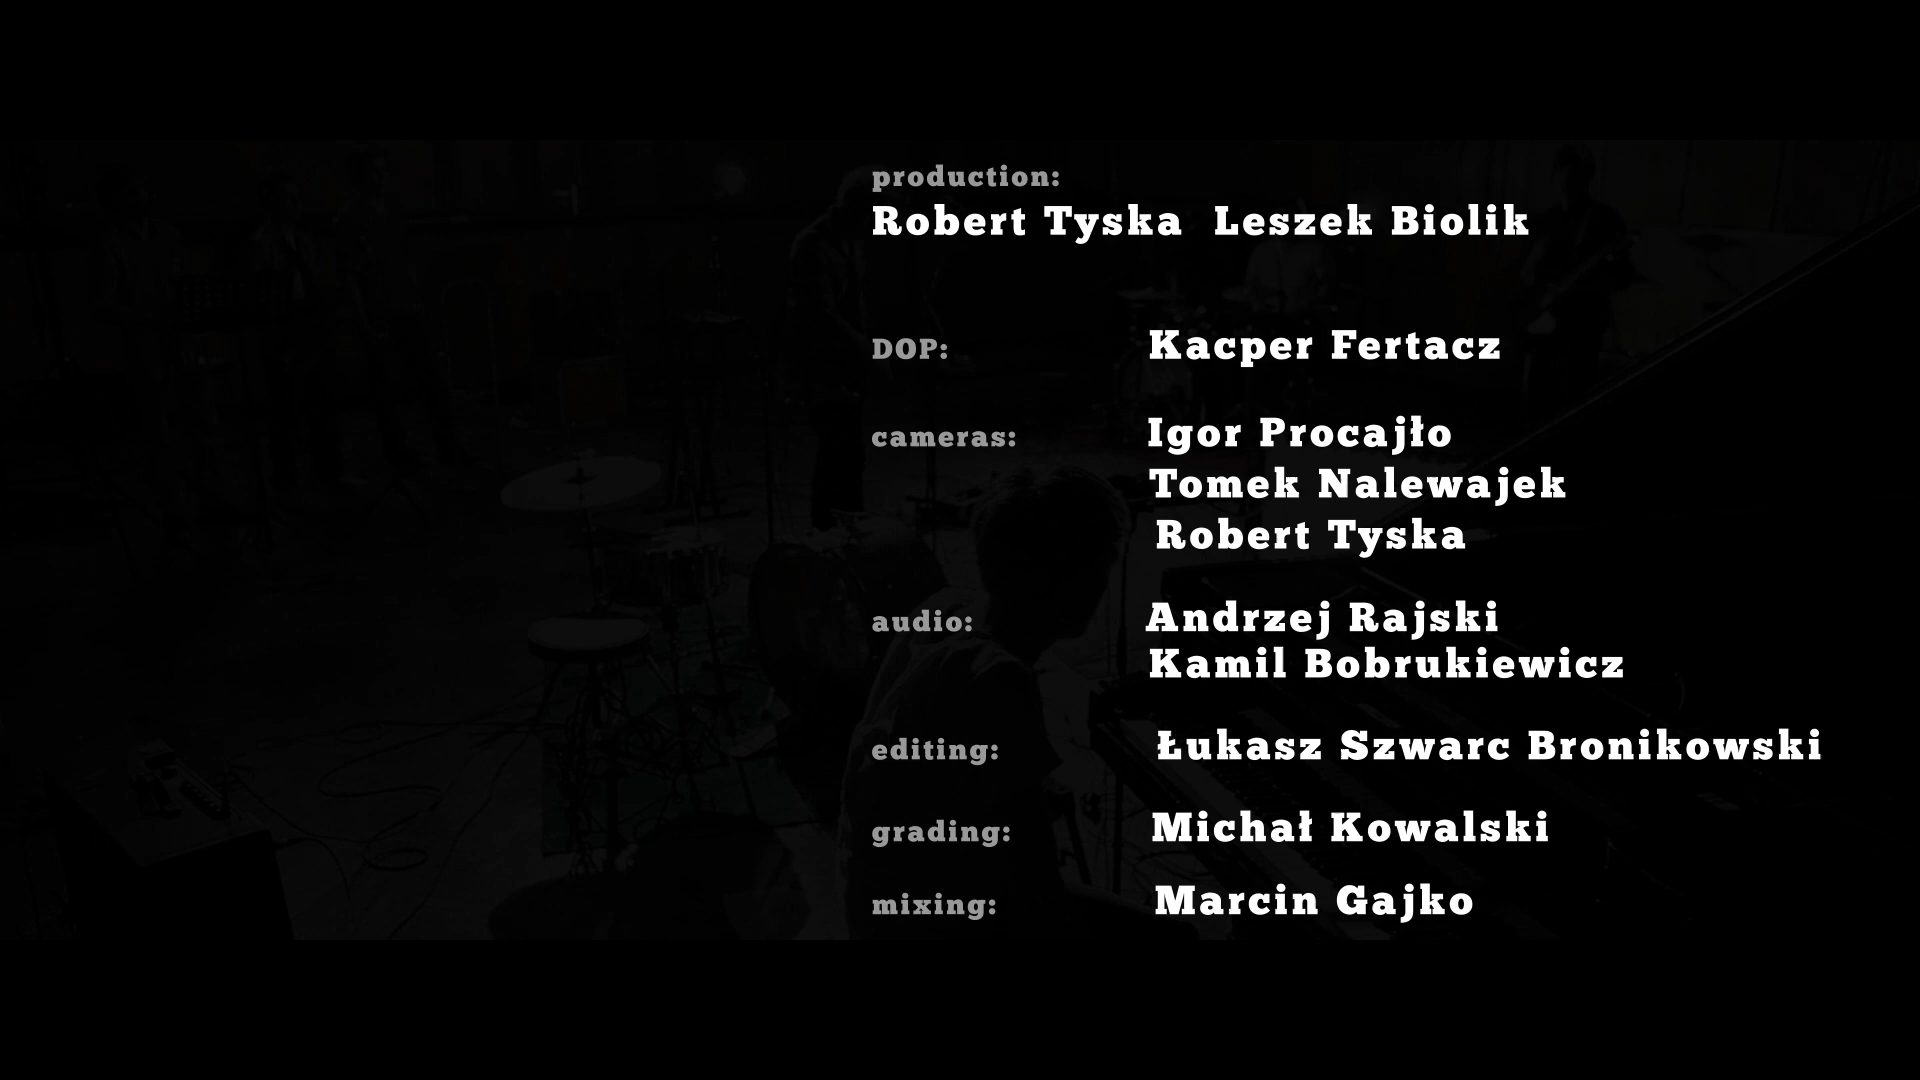 production:
Robert Tyska Leszek Biolik
DOP: Kacper Fertacz
cameras: Igor Procajło
Tomek Nalewajek
Robert Tyska
audio: Andrzej Rajski
Kamil Bobrukiewicz
editing: Łukasz Szwarc Bronikowski
grading: Michał Kowalski
mixing: Marcin Gajko